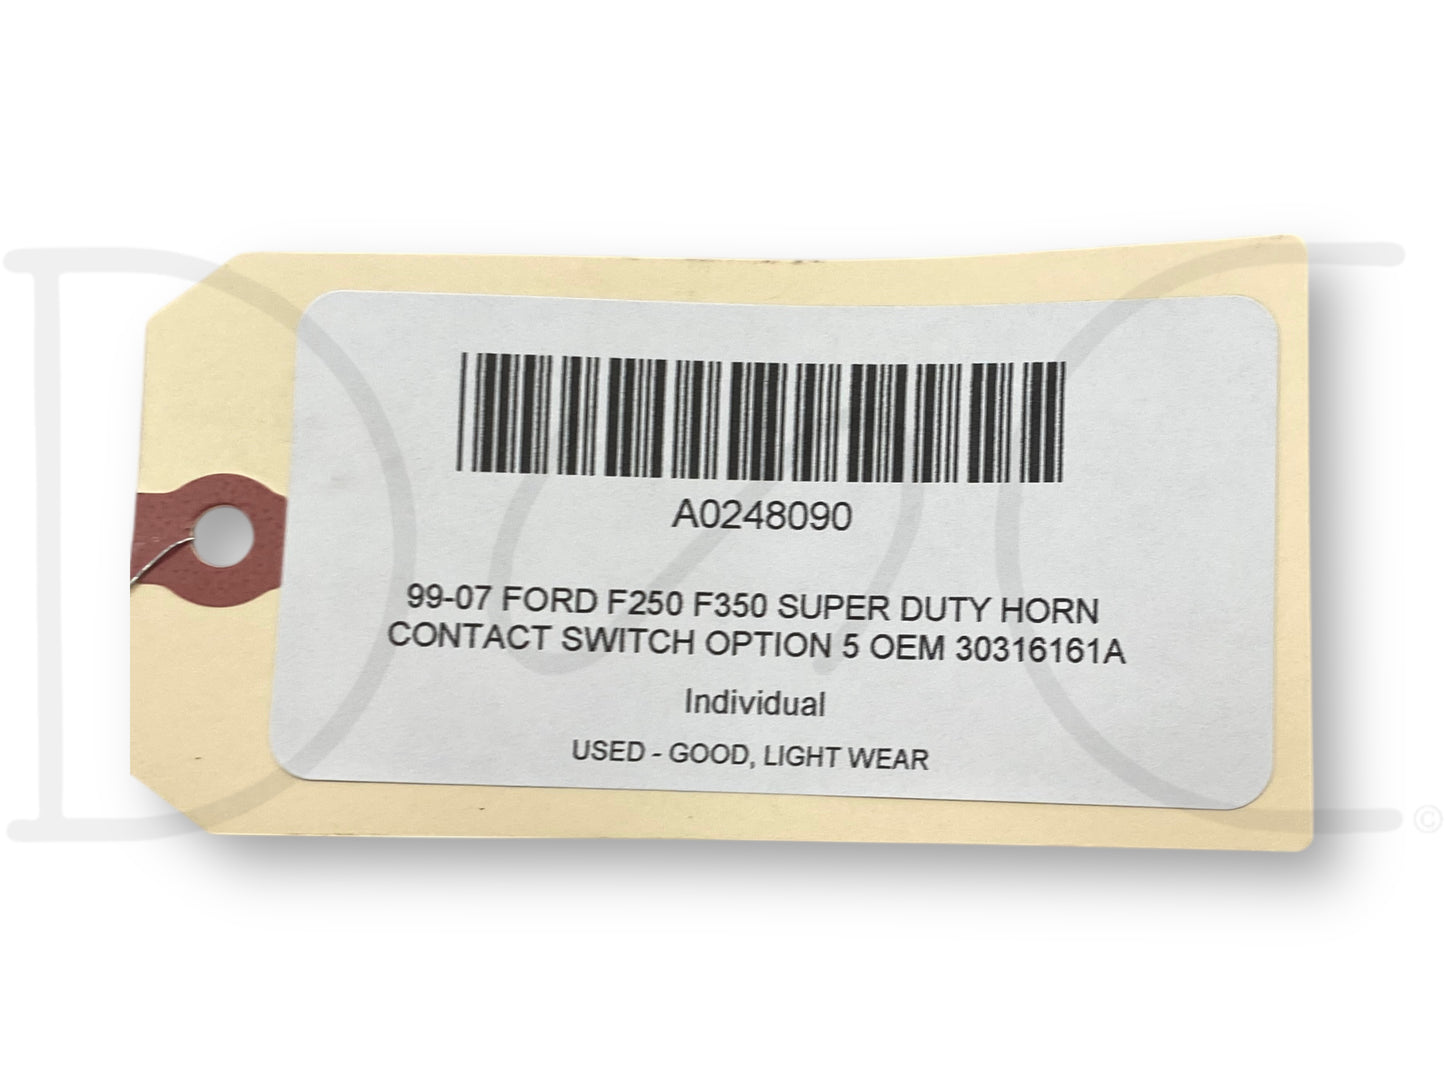 A0248090
99-07 FORD F250 F350 SUPER DUTY HORN
CONTACT SWITCH OPTION 5 OEM 30316161A
Individual
USED - GOOD, LIGHT WEAR
©